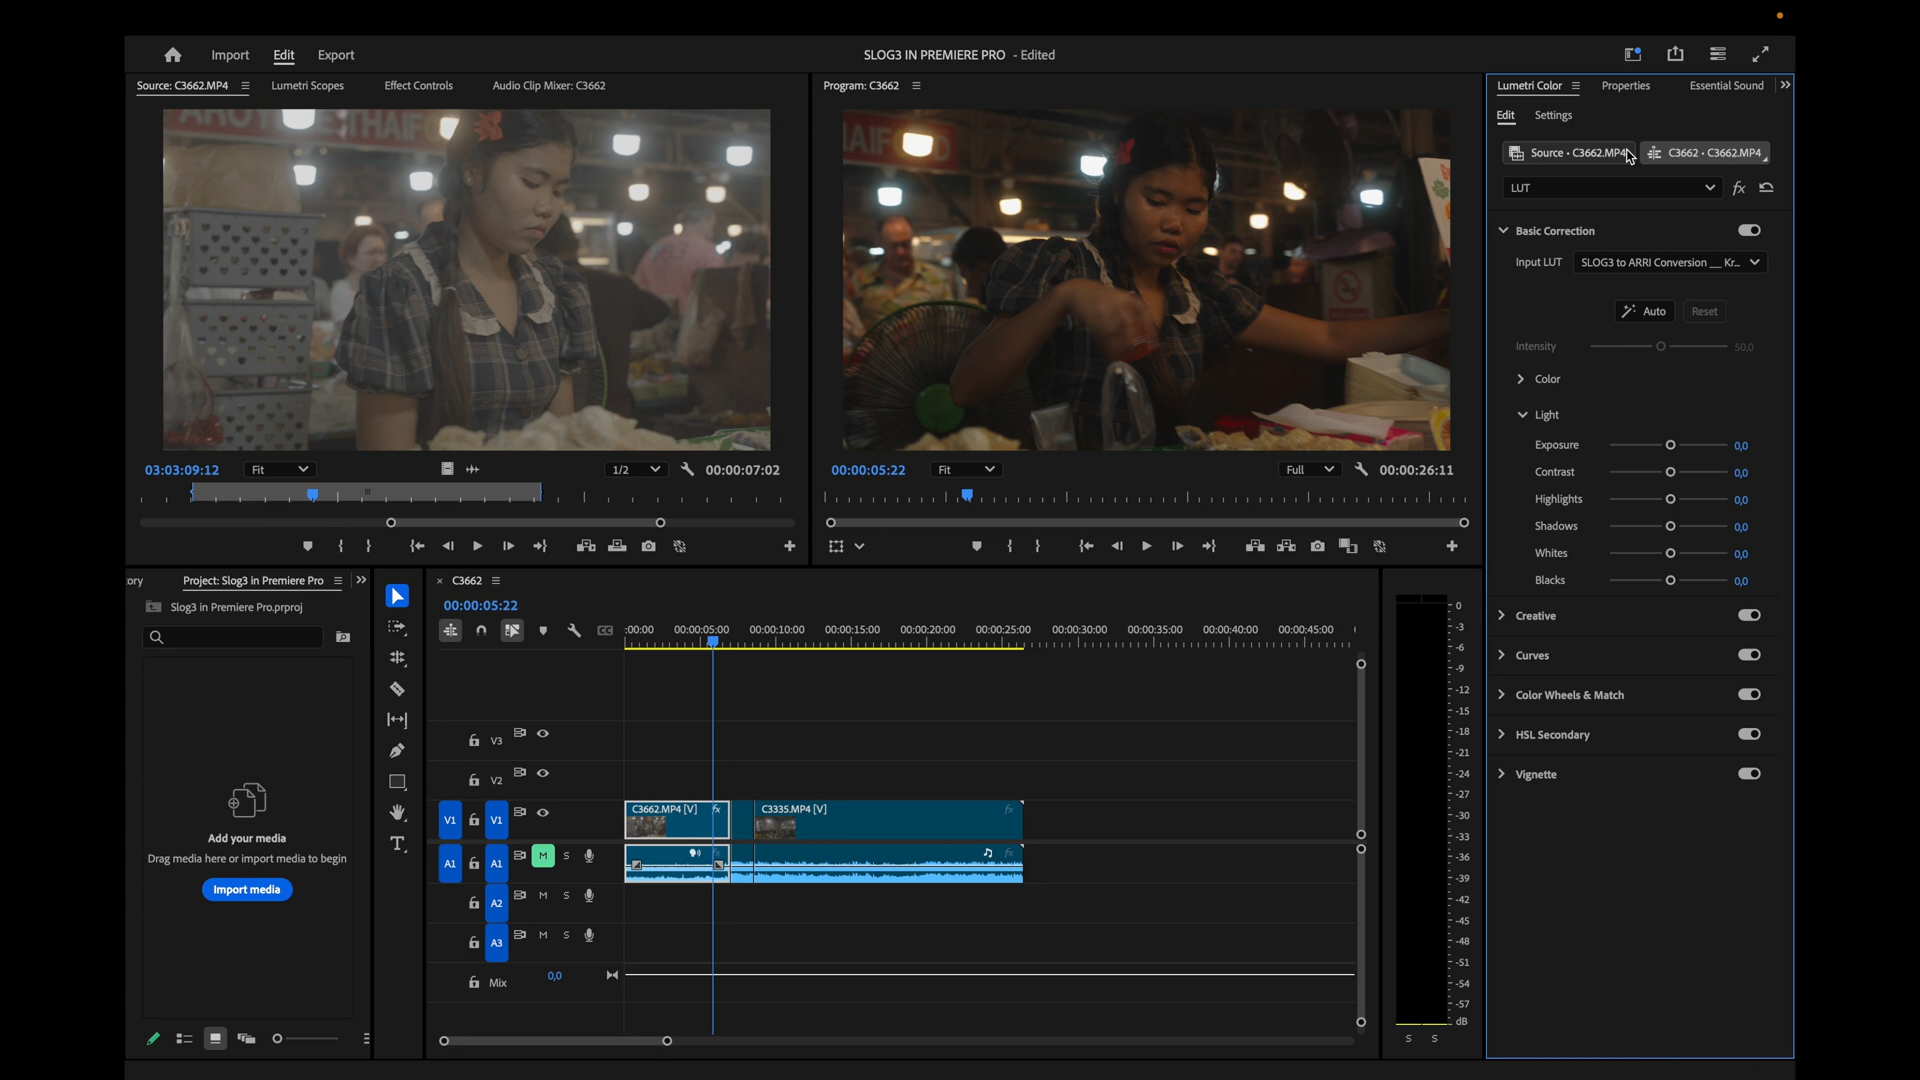 Import
Edit
Export
SLOG3 IN PREMIERE PRO - Edited
Source: C3662.MP4
Lumetri Scopes
Effect Controls
Audio Clip Mixer: C3662
Program: C3662
Lumetri Color
Properties
Essential Sound
Edit
Settings
Source • C3662.MP4
C3662 • C3662.MP4
LUT
fx
Basic Correction
Input LUT
SLOG3 to ARRI Conversion __ Kr...
Auto
Reset
Intensity
50,0
Color
Light
Exposure
0,0
Contrast
0,0
Highlights
0,0
Shadows
0,0
Whites
0,0
Blacks
0,0
Creative
Curves
Color Wheels & Match
HSL Secondary
Vignette
03:03:09:12
Fit
1/2
00:00:07:02
00:00:05:22
Fit
Full
00:00:26:11
ory
Project: Slog3 in Premiere Pro
Slog3 in Premiere Pro.prproj
Add your media
Drag media here or import media to begin
Import media
C3662
00:00:05:22
:00:00
00:00:05:00
00:00:10:00
00:00:15:00
00:00:20:00
00:00:25:00
00:00:30:00
00:00:35:00
00:00:40:00
00:00:45:00
V3
V2
V1
V1
C3662.MP4 [V]
fx
C3335.MP4 [V]
fx
A1
A1
M
S
fx
A2
M
S
A3
M
S
Mix
0,0
0
-3
-6
-9
-12
-15
-18
-21
-24
-27
-30
-33
-36
-39
-42
-45
-48
-51
-54
-57
dB
S
S